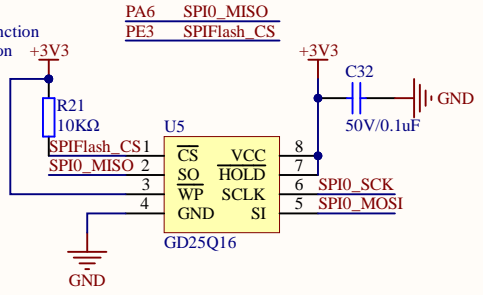 PA6 SPI0_MISO
PE3 SPIFlash_CS
on +3V3
+3V3
C32
GND
50V/0.1uF
R21
10KΩ
U5
SPIFlash_CS 1 CS VCC 8
SPI0_MISO 2 SO HOLD 7
3 WP SCLK 6 SPI0_SCK
4 GND SI 5 SPI0_MOSI
GD25Q16
GND